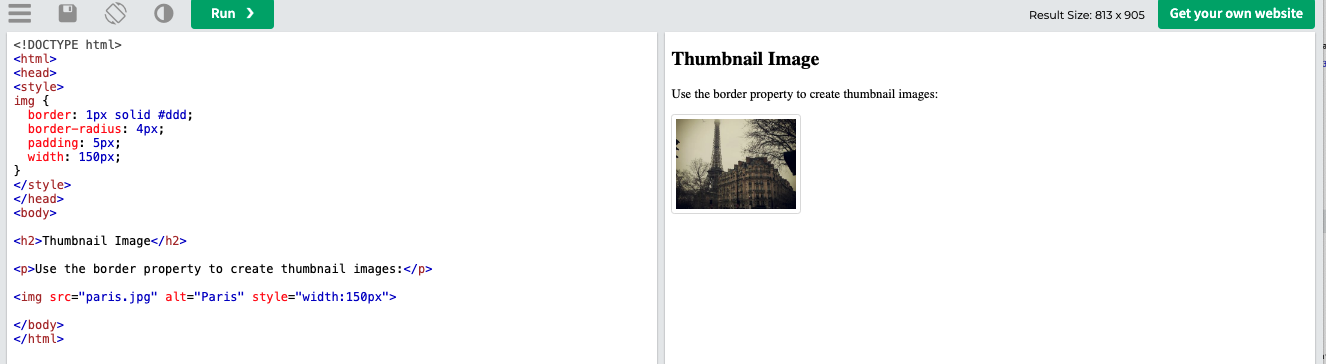 Run ❯
Result Size: 813 x 905
Get your own website
<!DOCTYPE html>
<html>
<head>
<style>
img {
  border: 1px solid #ddd;
  border-radius: 4px;
  padding: 5px;
  width: 150px;
}
</style>
</head>
<body>
<h2>Thumbnail Image</h2>
<p>Use the border property to create thumbnail images:</p>
<img src="paris.jpg" alt="Paris" style="width:150px">
</body>
</html>
Thumbnail Image
Use the border property to create thumbnail images: